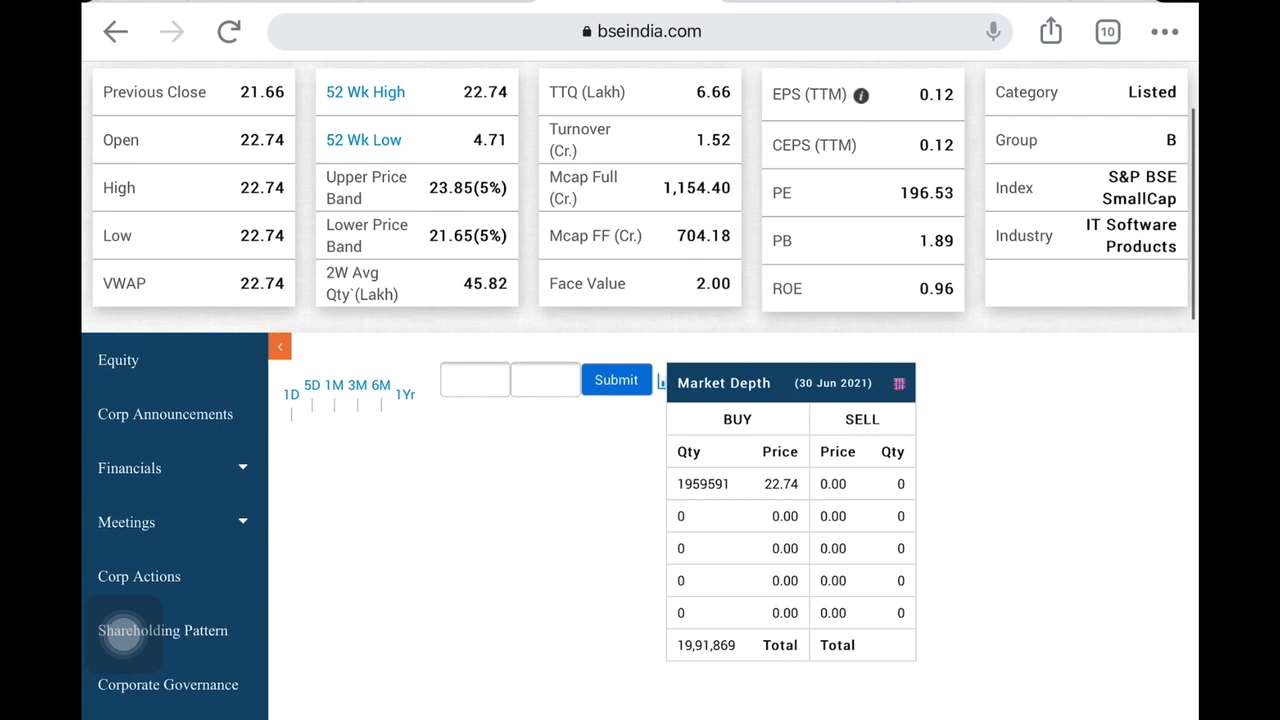 bseindia.com
10
Previous Close 21.66
Open 22.74
High 22.74
Low 22.74
VWAP 22.74
52 Wk High 22.74
52 Wk Low 4.71
Upper Price
Band 23.85(5%)
Lower Price
Band 21.65(5%)
2W Avg
Qty`(Lakh) 45.82
TTQ (Lakh) 6.66
Turnover
(Cr.) 1.52
Mcap Full
(Cr.) 1,154.40
Mcap FF (Cr.) 704.18
Face Value 2.00
EPS (TTM) 0.12
CEPS (TTM) 0.12
PE 196.53
PB 1.89
ROE 0.96
Category Listed
Group B
Index S&P BSE
SmallCap
Industry IT Software
Products
Equity
Corp Announcements
Financials
Meetings
Corp Actions
Shareholding Pattern
Corporate Governance
1D 5D 1M 3M 6M 1Yr
Submit
Market Depth (30 Jun 2021)
BUY SELL
Qty Price Price Qty
1959591 22.74 0.00 0
0 0.00 0.00 0
0 0.00 0.00 0
0 0.00 0.00 0
0 0.00 0.00 0
19,91,869 Total Total